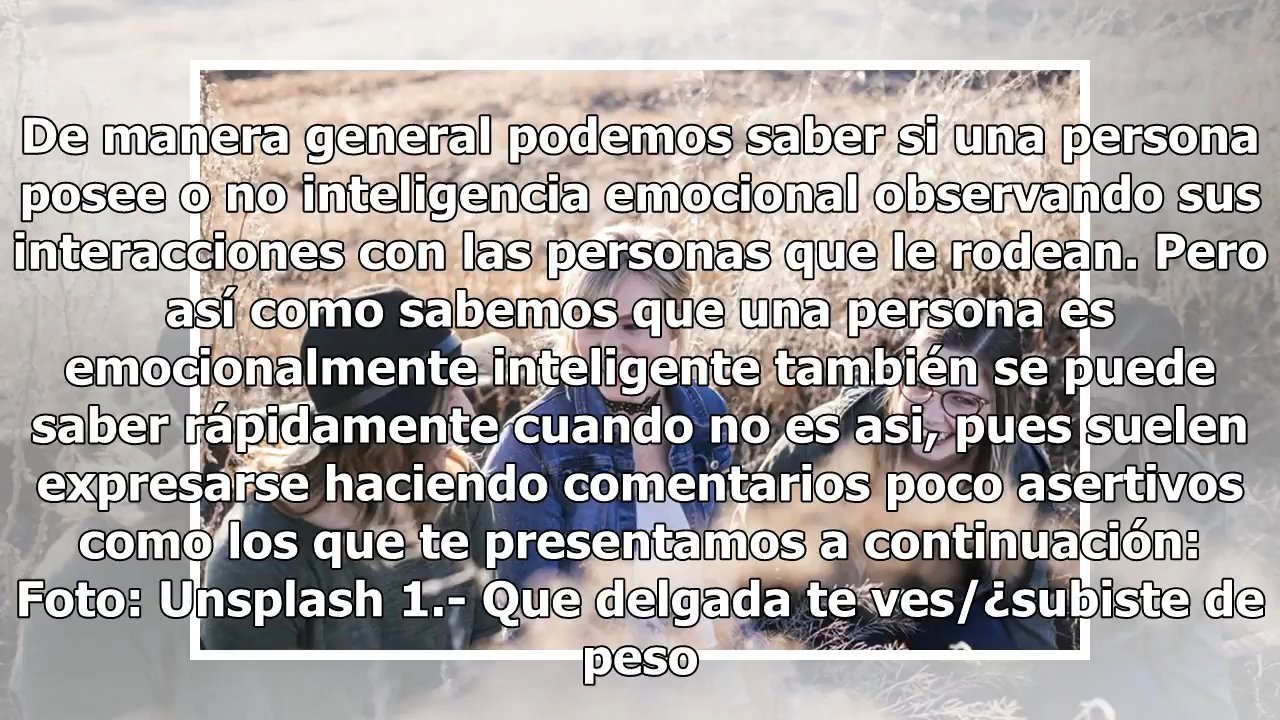 De manera general podemos saber si una persona
posee o no inteligencia emocional observando sus
interacciones con las personas que le rodean. Pero
así como sabemos que una persona es
emocionalmente inteligente también se puede
saber rápidamente cuando no es asi, pues suelen
expresarse haciendo comentarios poco asertivos
como los que te presentamos a continuación:
Foto: Unsplash 1.- Que delgada te ves/¿subiste de
peso